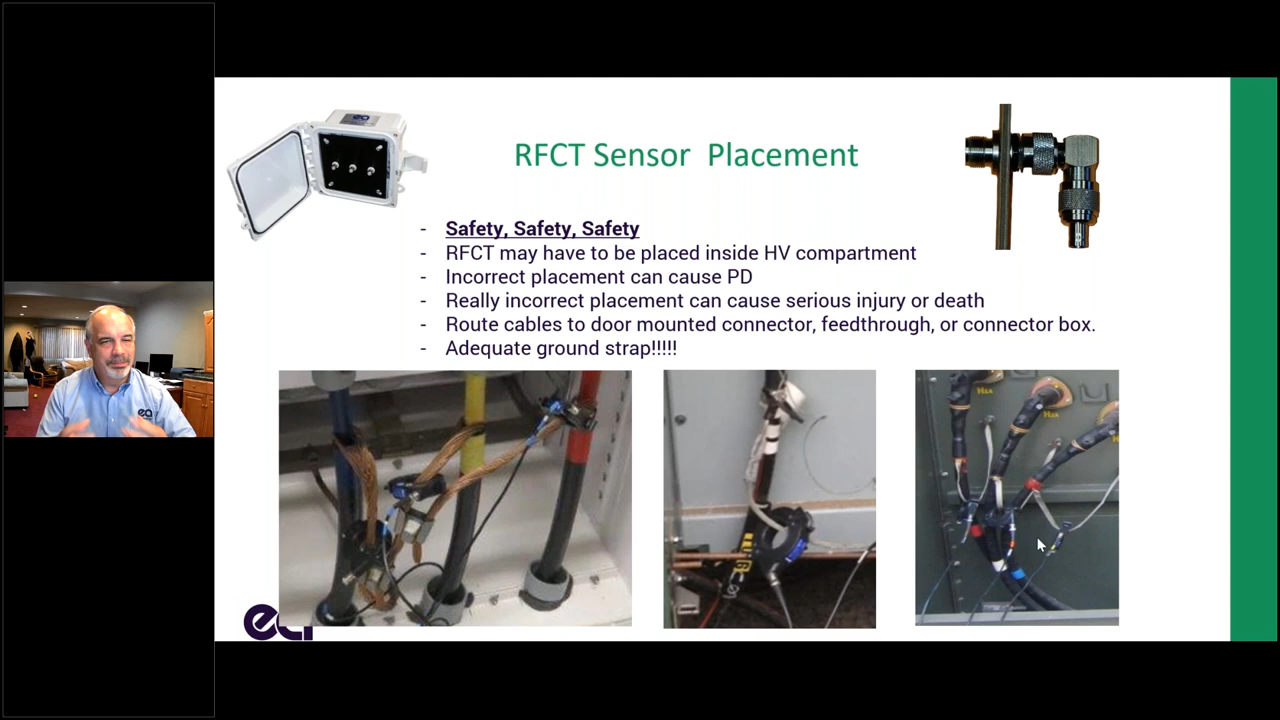 RFCT Sensor Placement
- Safety, Safety, Safety
- RFCT may have to be placed inside HV compartment
- Incorrect placement can cause PD
- Really incorrect placement can cause serious injury or death
- Route cables to door mounted connector, feedthrough, or connector box.
- Adequate ground strap!!!!!
H2A